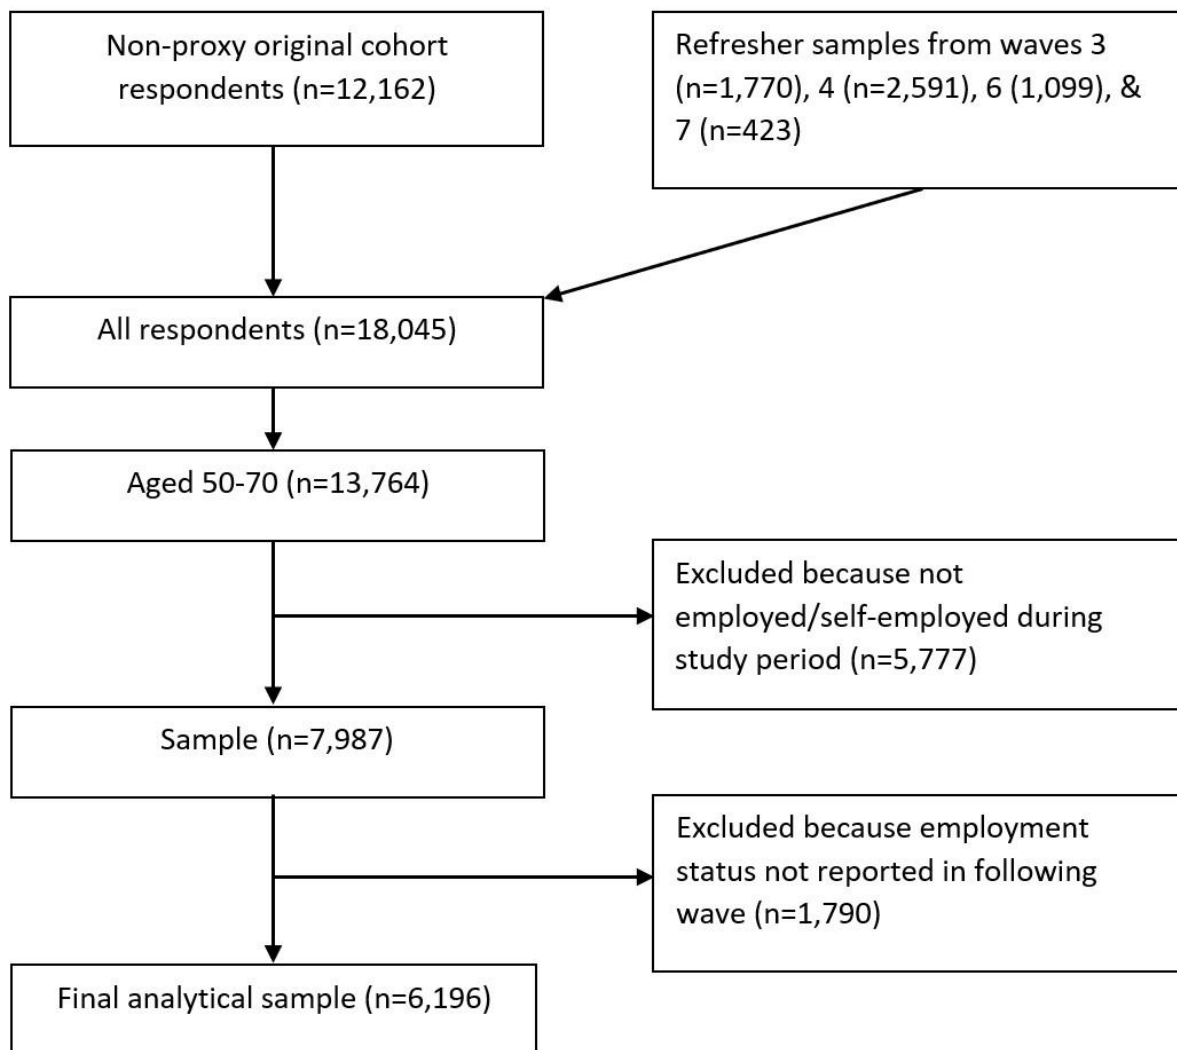 Non-proxy original cohort
respondents (n=12,162)
Refresher samples from waves 3
(n=1,770), 4 (n=2,591), 6 (1,099), &
7 (n=423)
All respondents (n=18,045)
Aged 50-70 (n=13,764)
Excluded because not
employed/self-employed during
study period (n=5,777)
Sample (n=7,987)
Excluded because employment
status not reported in following
wave (n=1,790)
Final analytical sample (n=6,196)